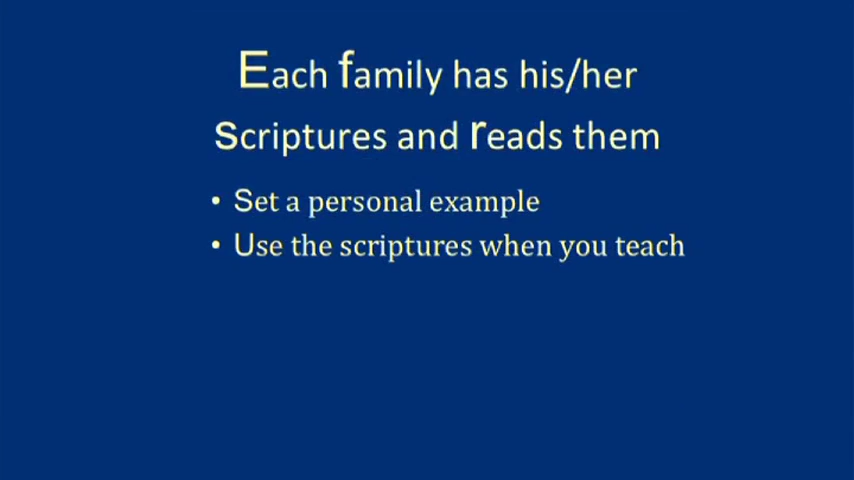 Each family has his/her
scriptures and reads them
• Set a personal example
• Use the scriptures when you teach